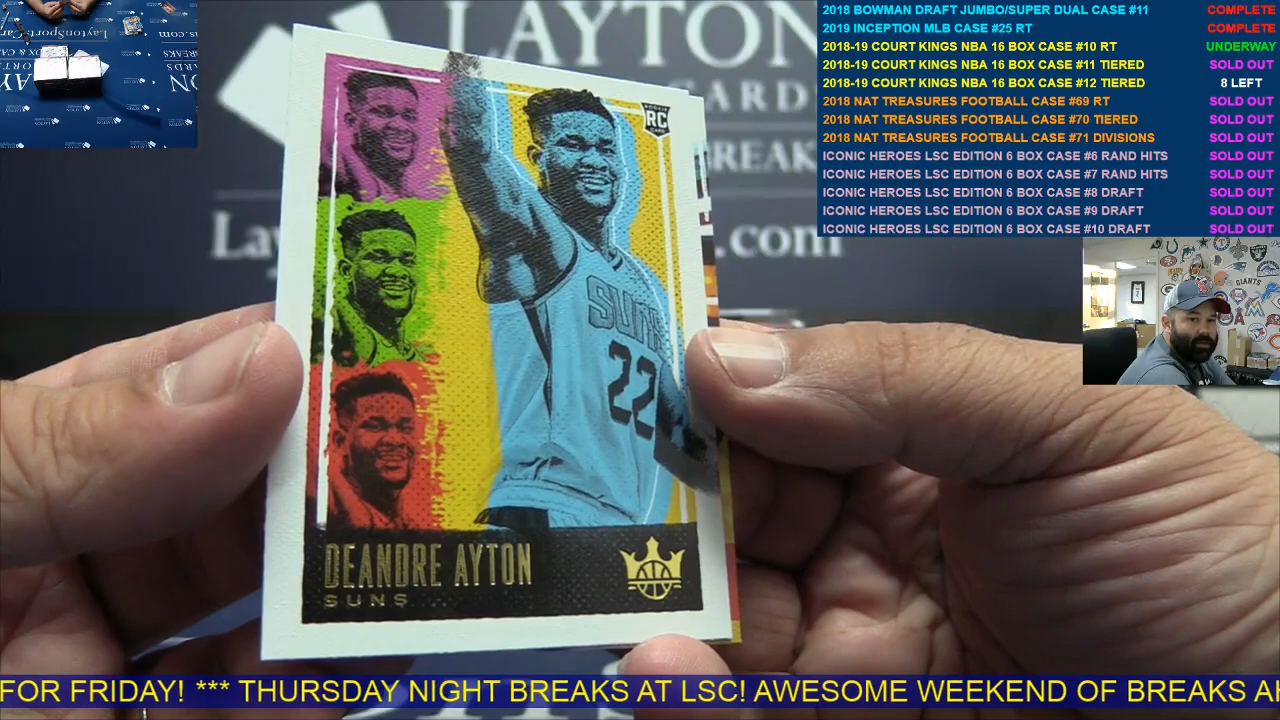 2018 BOWMAN DRAFT JUMBO/SUPER DUAL CASE #11 COMPLETE
2019 INCEPTION MLB CASE #25 RT COMPLETE
2018-19 COURT KINGS NBA 16 BOX CASE #10 RT UNDERWAY
2018-19 COURT KINGS NBA 16 BOX CASE #11 TIERED SOLD OUT
2018-19 COURT KINGS NBA 16 BOX CASE #12 TIERED 8 LEFT
2018 NAT TREASURES FOOTBALL CASE #69 RT SOLD OUT
2018 NAT TREASURES FOOTBALL CASE #70 TIERED SOLD OUT
2018 NAT TREASURES FOOTBALL CASE #71 DIVISIONS SOLD OUT
ICONIC HEROES LSC EDITION 6 BOX CASE #6 RAND HITS SOLD OUT
ICONIC HEROES LSC EDITION 6 BOX CASE #7 RAND HITS SOLD OUT
ICONIC HEROES LSC EDITION 6 BOX CASE #8 DRAFT SOLD OUT
ICONIC HEROES LSC EDITION 6 BOX CASE #9 DRAFT SOLD OUT
ICONIC HEROES LSC EDITION 6 BOX CASE #10 DRAFT SOLD OUT
LAYTON
ARDS
REAK
Lay .com
ROOKIE
RC
CARD
SUNS
22
DEANDRE AYTON
SUNS
GIANTS
FOR FRIDAY! *** THURSDAY NIGHT BREAKS AT LSC! AWESOME WEEKEND OF BREAKS